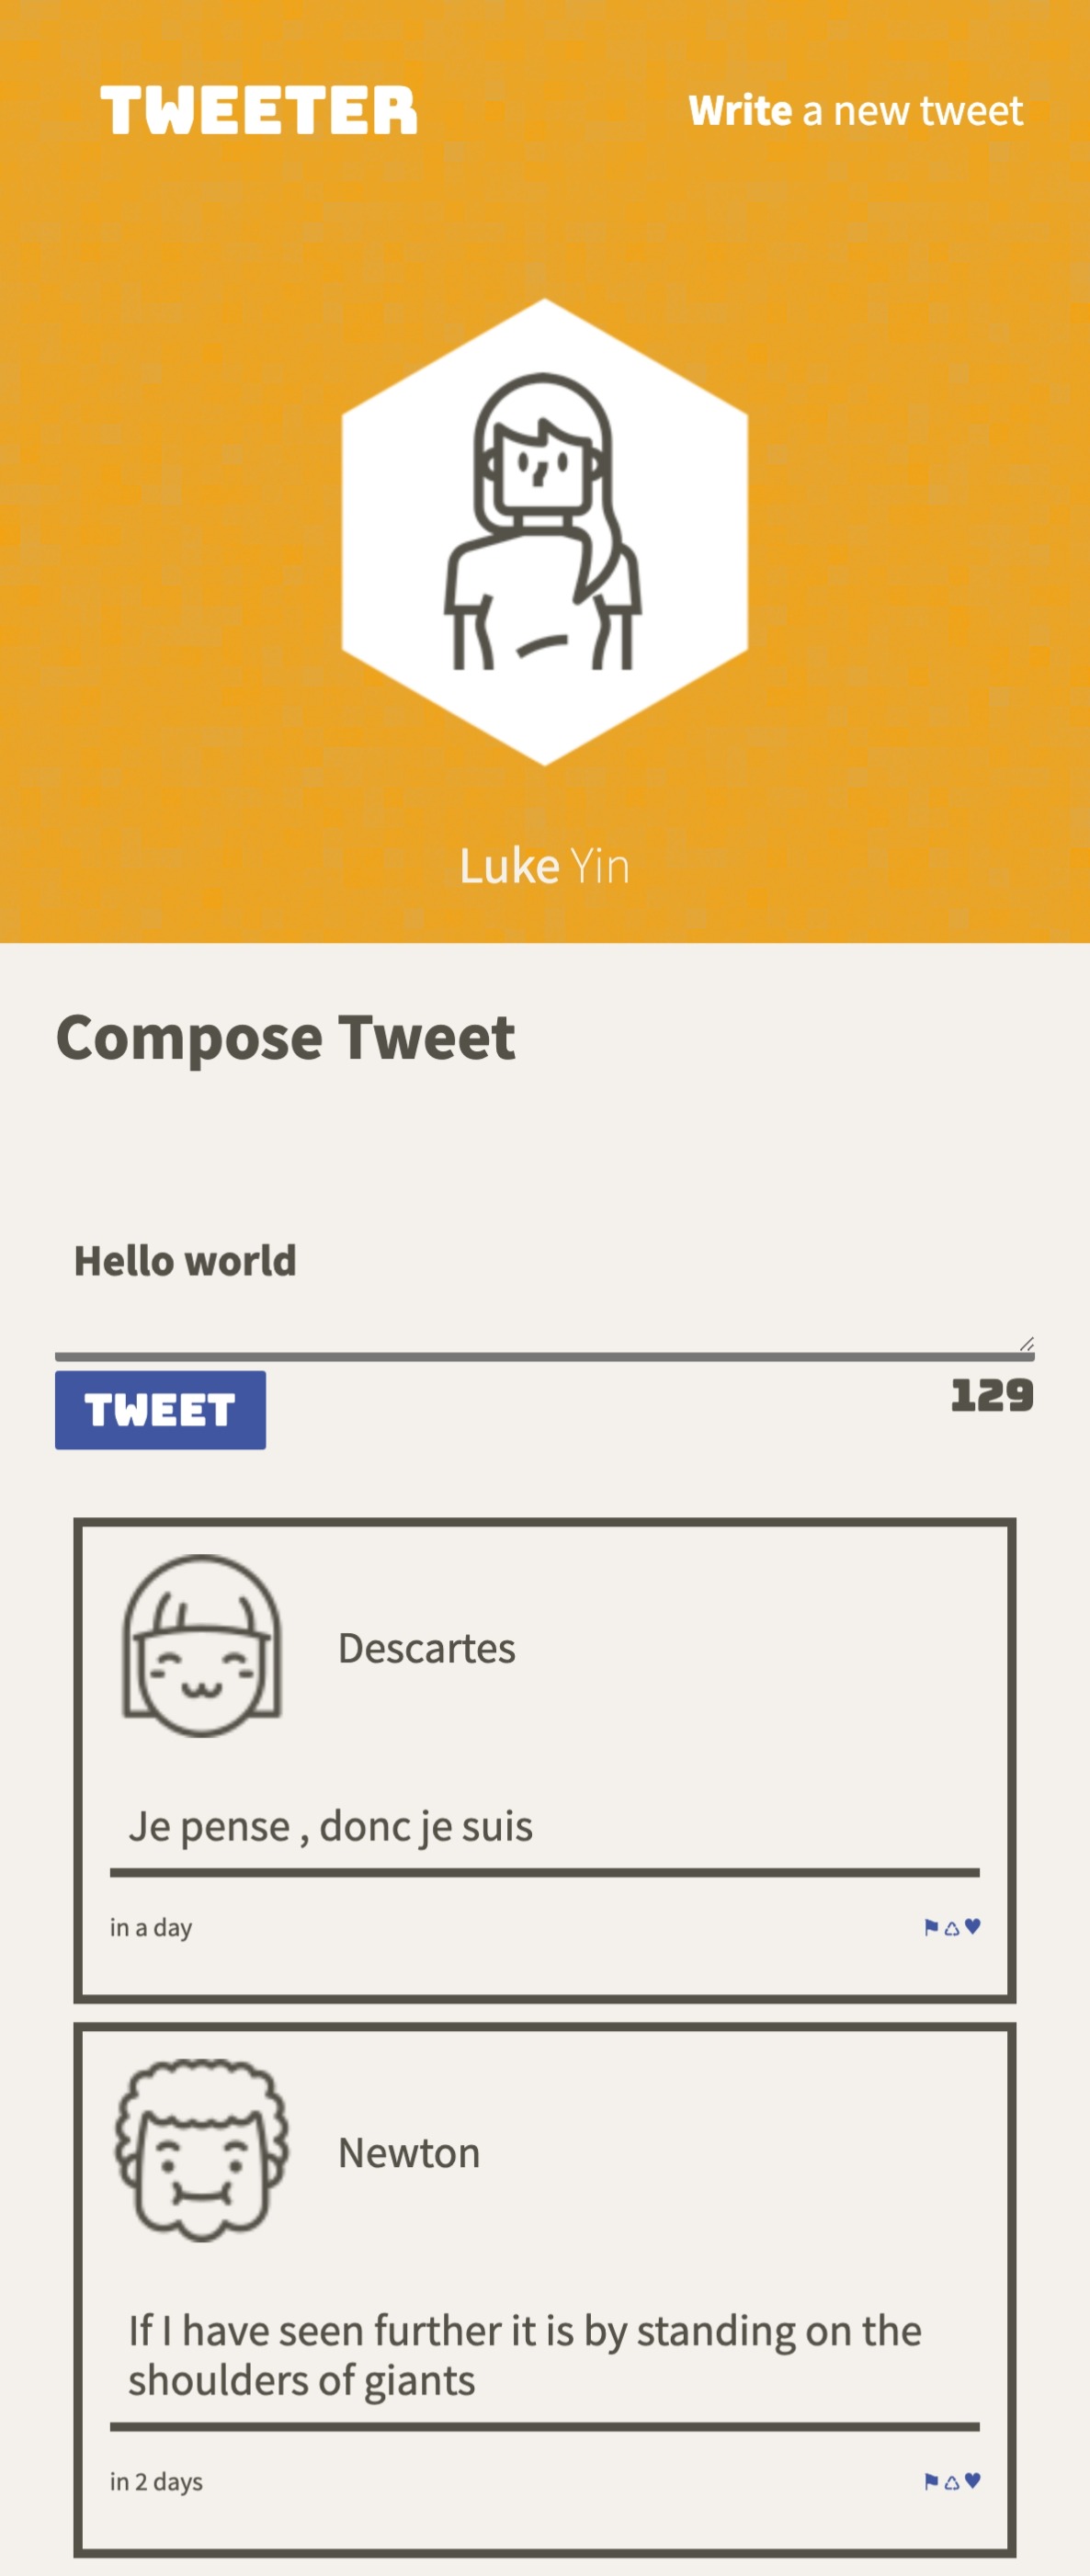 TWEETER
Write a new tweet
Luke Yin
Compose Tweet
Hello world
TWEET
129
Descartes
Je pense , donc je suis
in a day
Newton
If I have seen further it is by standing on the
shoulders of giants
in 2 days